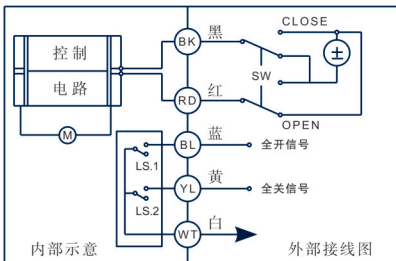 控制
电路
M
BK
黑
CLOSE
±
SW
RD
红
OPEN
BL
蓝
全开信号
LS.1
YL
黄
全关信号
LS.2
WT
白
内部示意
外部接线图